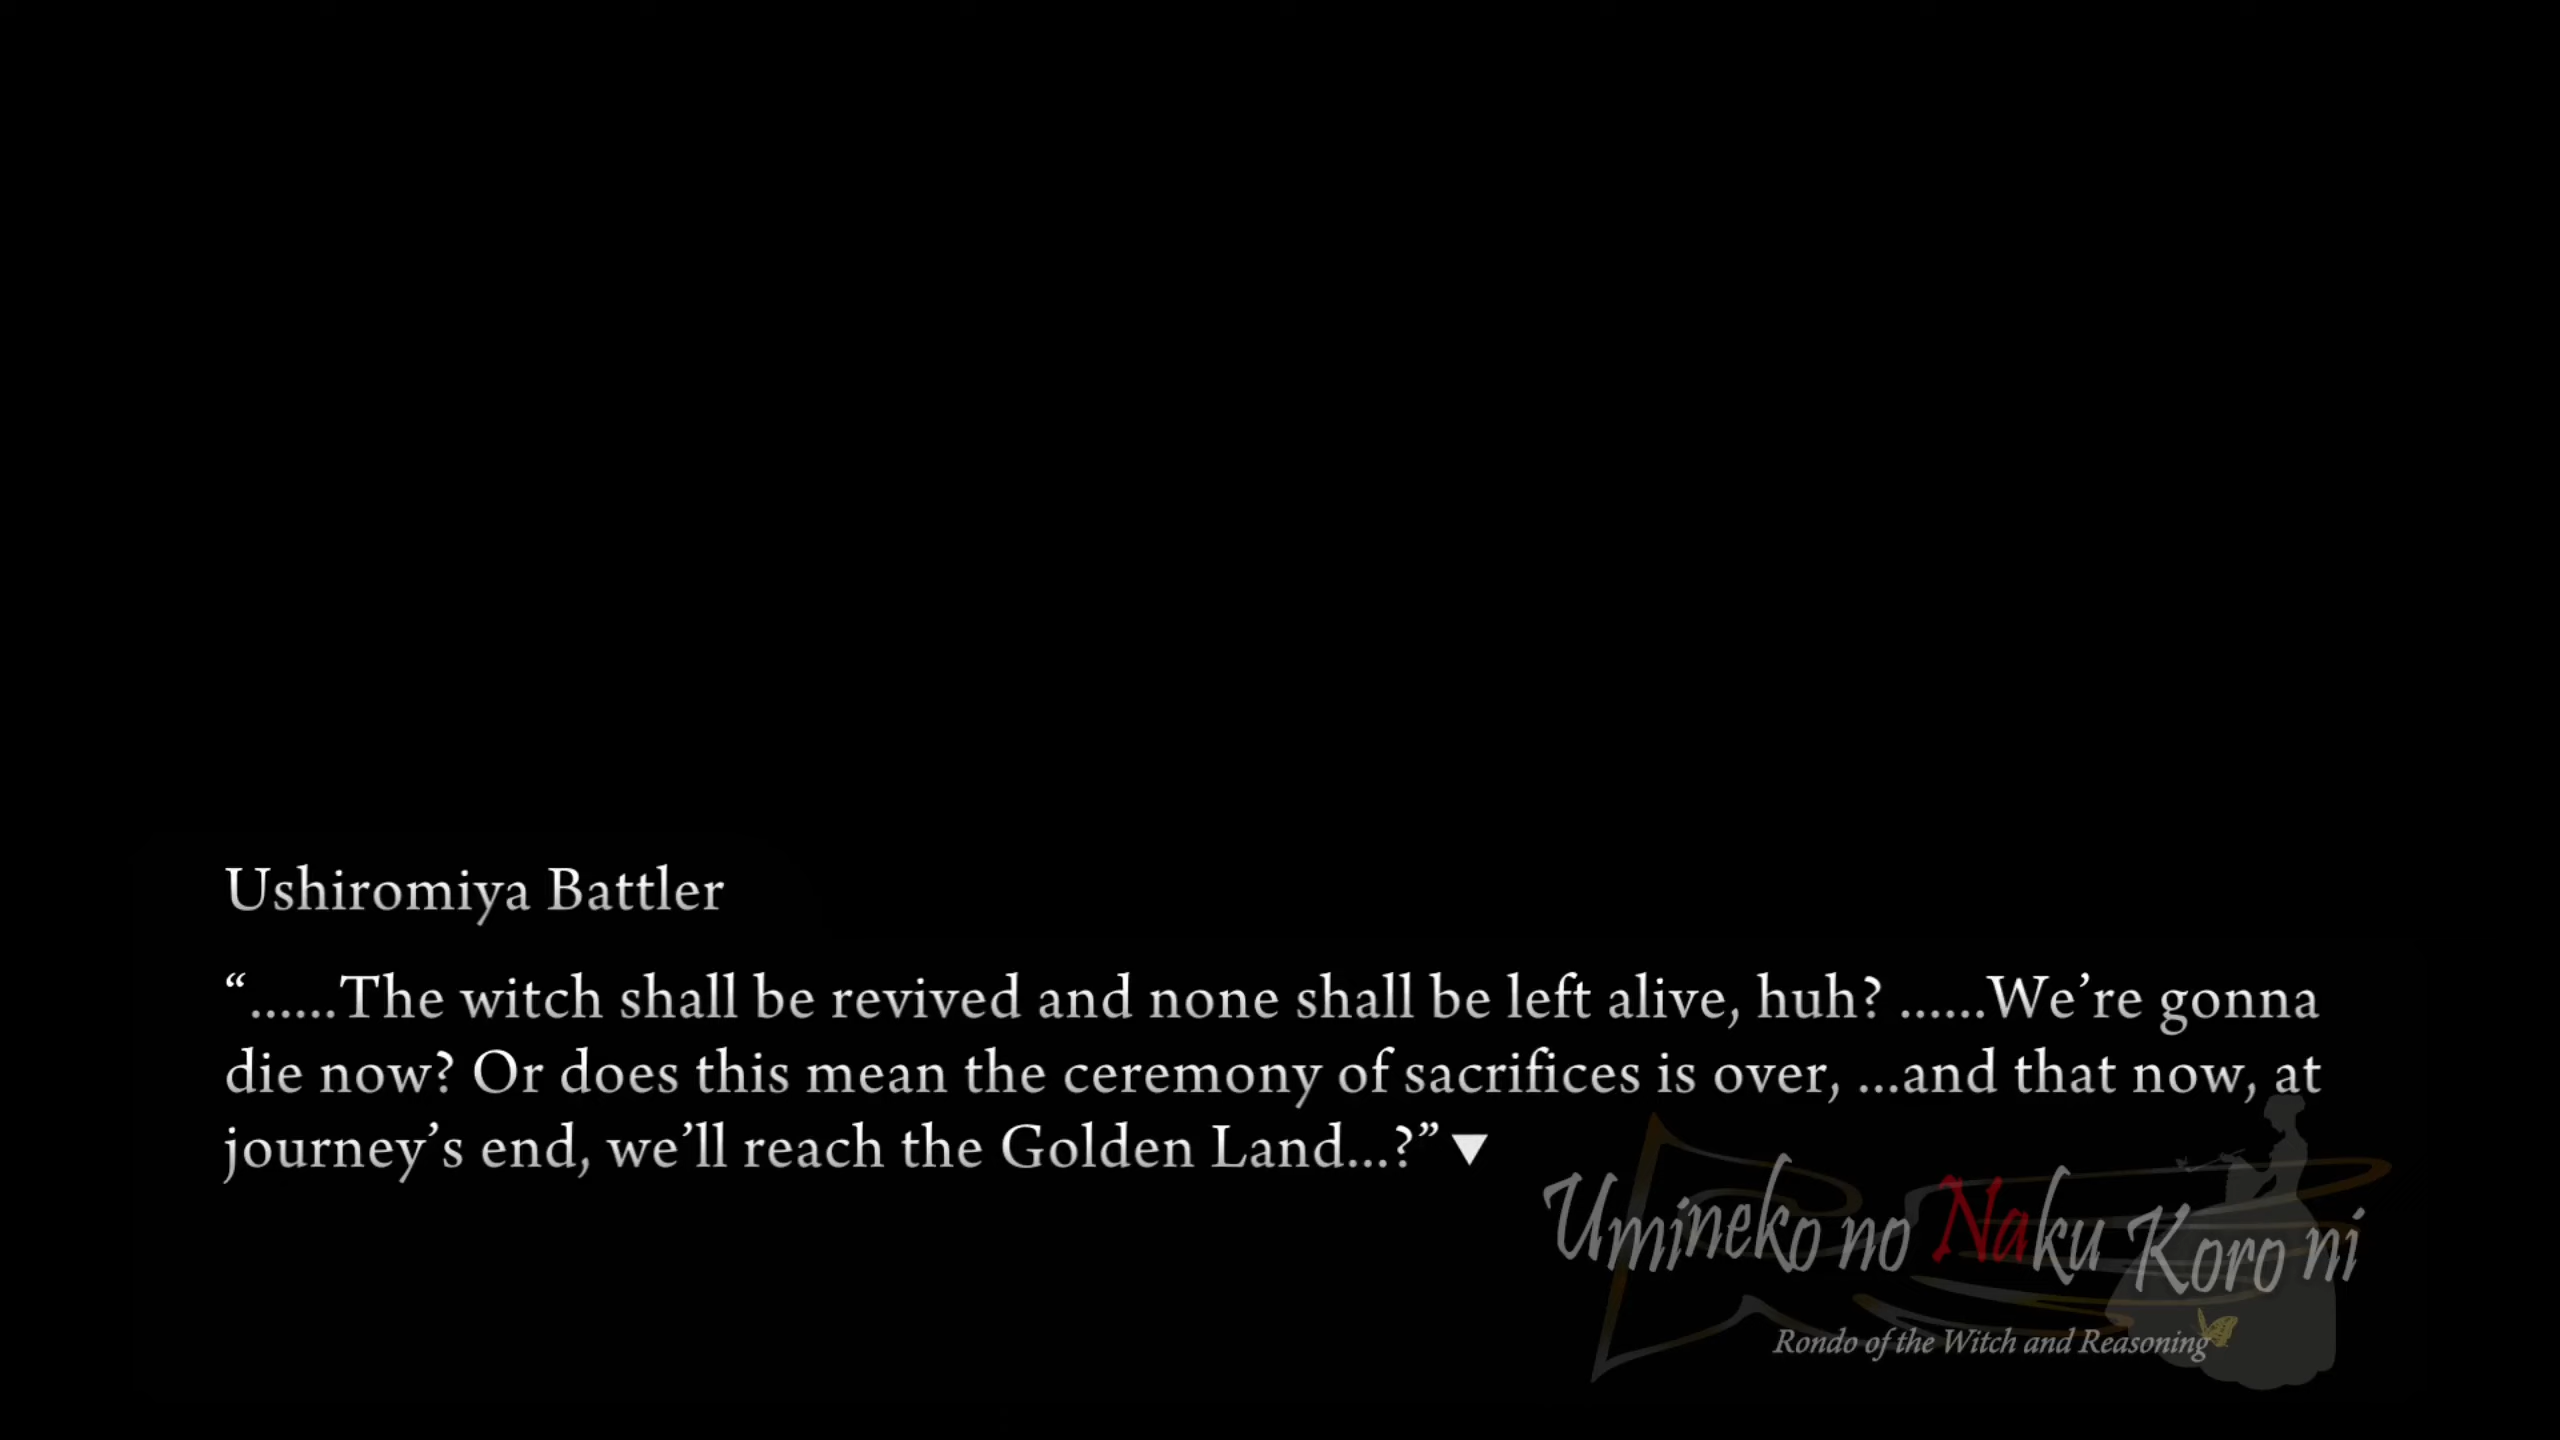 Ushiromiya Battler
“......The witch shall be revived and none shall be left alive, huh? ......We’re gonna
die now? Or does this mean the ceremony of sacrifices is over, ...and that now, at
journey’s end, we’ll reach the Golden Land...?”
Umineko no Naku Koro ni
Rondo of the Witch and Reasoning